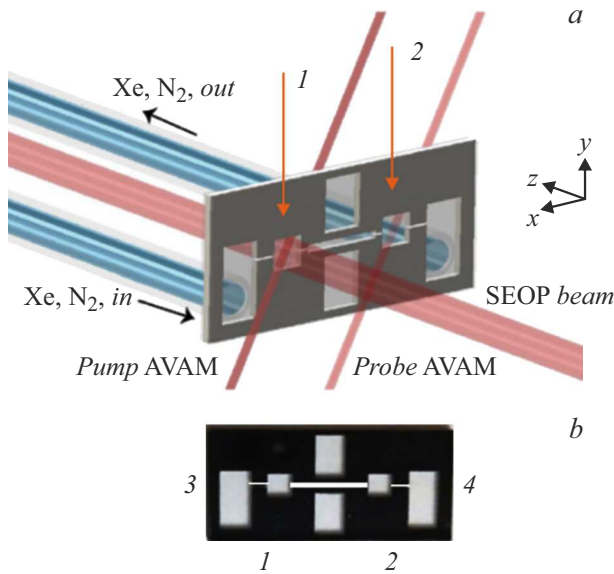 a
Xe, N₂, out
1
2
y
z
x
Xe, N₂, in
SEOP beam
Pump AVAM
Probe AVAM
b
3
4
1
2